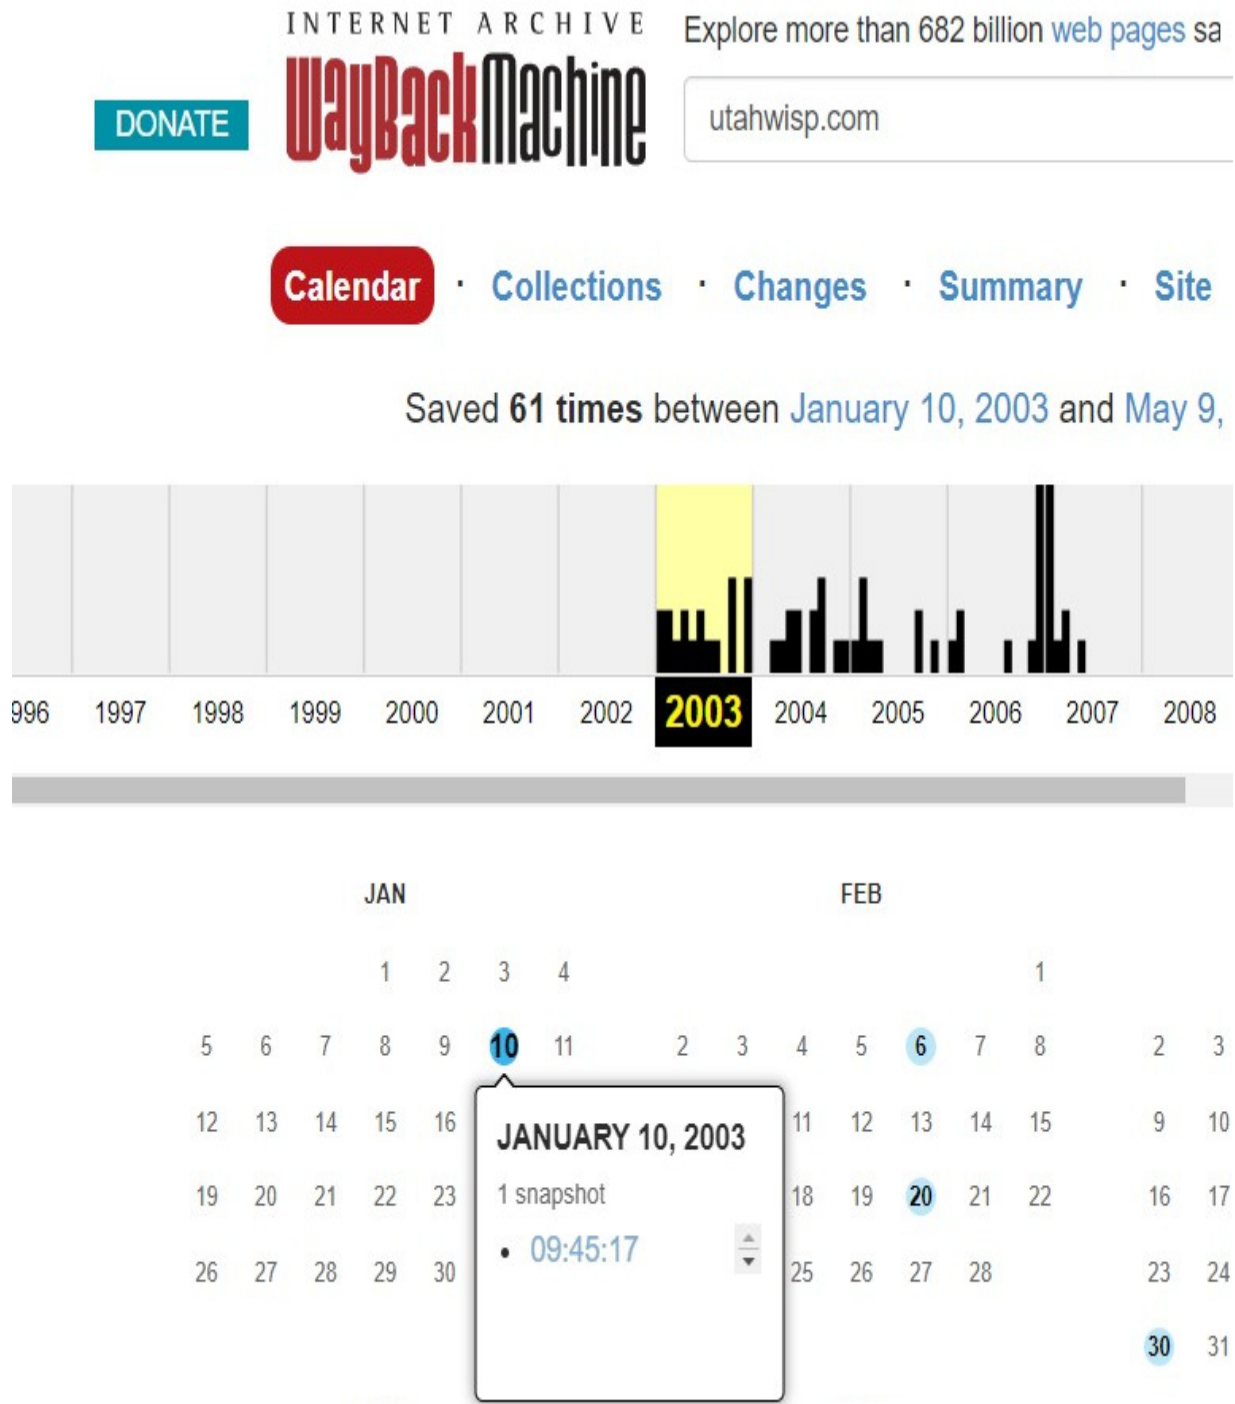 INTERNET ARCHIVE
WayBackMachine
DONATE
Explore more than 682 billion web pages sa
utahwisp.com
Calendar · Collections · Changes · Summary · Site
Saved 61 times between January 10, 2003 and May 9,
996 1997 1998 1999 2000 2001 2002 2003 2004 2005 2006 2007 2008
JAN FEB
1 2 3 4 1
5 6 7 8 9 10 11 2 3 4 5 6 7 8 2 3
12 13 14 15 16 11 12 13 14 15 9 10
19 20 21 22 23 18 19 20 21 22 16 17
26 27 28 29 30 25 26 27 28 23 24
30 31
JANUARY 10, 2003
1 snapshot
• 09:45:17